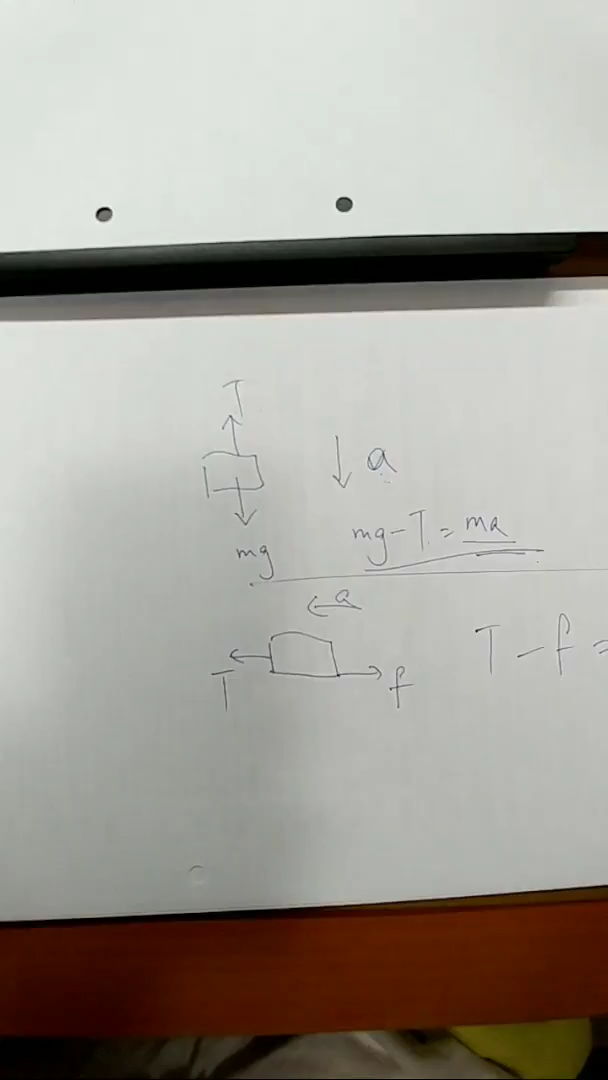 T
a
mg - T = ma
mg
a
T - f =
T
f